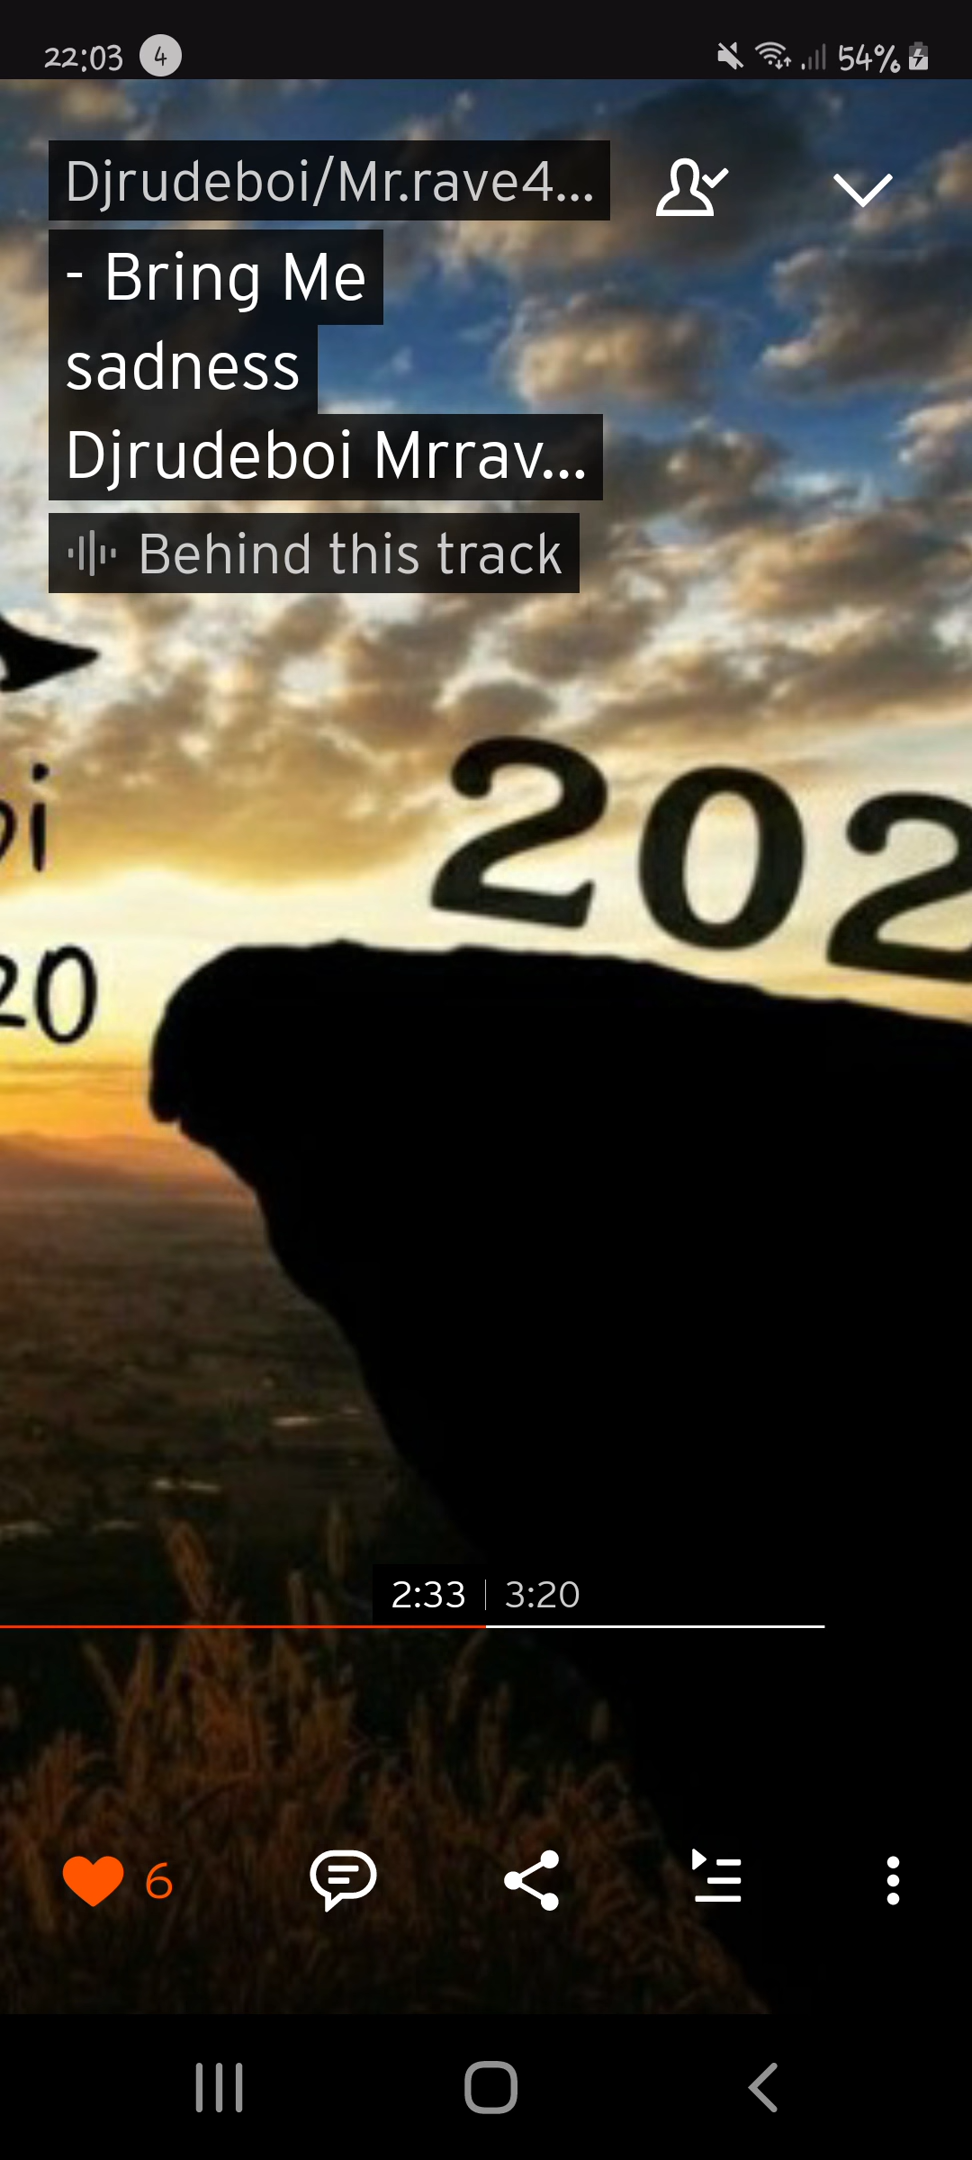 22:03 4 54%
Djrudeboi/Mr.rave4...
- Bring Me
sadness
Djrudeboi Mrrav...
Behind this track
oi
202
20
2:33 3:20
6